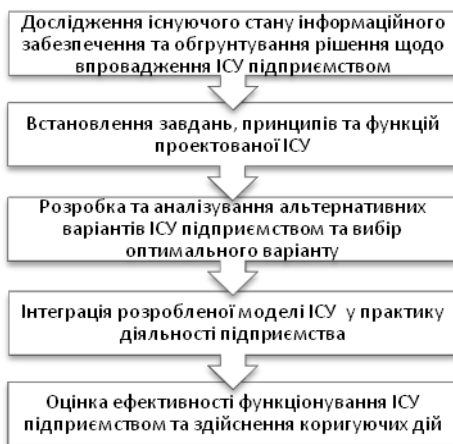 Дослідження існуючого стану інформаційного
забезпечення та обгрунтування рішення щодо
впровадження ІСУ підприємством
Встановлення завдань, принципів та функцій
проектованої ІСУ
Розробка та аналізування альтернативних
варіантів ІСУ підприємством та вибір
оптимального варіанту
Інтеграція розробленої моделі ІСУ у практику
діяльності підприємства
Оцінка ефективності функціонування ІСУ
підприємством та здійснення коригуючих дій